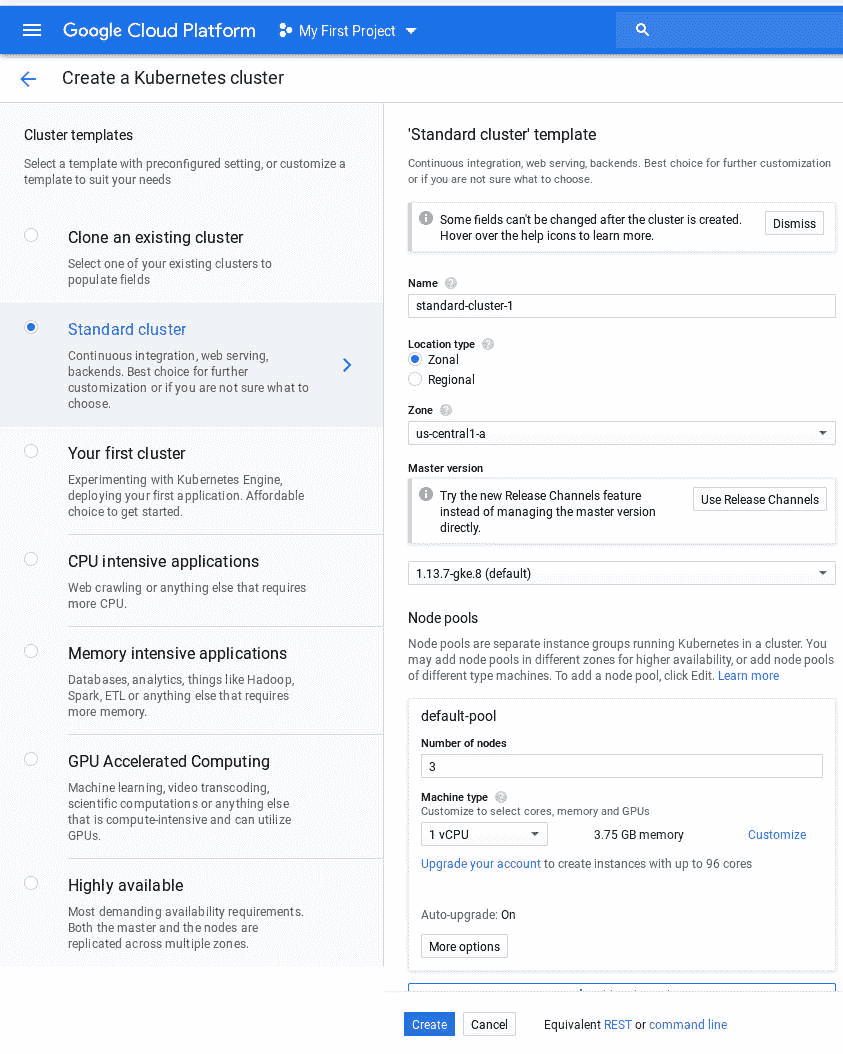 Google Cloud Platform
My First Project
Create a Kubernetes cluster
Cluster templates
Select a template with preconfigured setting, or customize a
template to suit your needs
Clone an existing cluster
Select one of your existing clusters to
populate fields
Standard cluster
Continuous integration, web serving,
backends. Best choice for further
customization or if you are not sure what to
choose.
Your first cluster
Experimenting with Kubernetes Engine,
deploying your first application. Affordable
choice to get started.
CPU intensive applications
Web crawling or anything else that requires
more CPU.
Memory intensive applications
Databases, analytics, things like Hadoop,
Spark, ETL or anything else that requires
more memory.
GPU Accelerated Computing
Machine learning, video transcoding,
scientific computations or anything else
that is compute-intensive and can utilize
GPUs.
Highly available
Most demanding availability requirements.
Both the master and the nodes are
replicated across multiple zones.
'Standard cluster' template
Continuous integration, web serving, backends. Best choice for further customization
or if you are not sure what to choose.
Some fields can't be changed after the cluster is created.
Hover over the help icons to learn more.
Dismiss
Name
standard-cluster-1
Location type
Zonal
Regional
Zone
us-central1-a
Master version
Try the new Release Channels feature
instead of managing the master version
directly.
Use Release Channels
1.13.7-gke.8 (default)
Node pools
Node pools are separate instance groups running Kubernetes in a cluster. You
may add node pools in different zones for higher availability, or add node pools
of different type machines. To add a node pool, click Edit. Learn more
default-pool
Number of nodes
3
Machine type
Customize to select cores, memory and GPUs
1 vCPU
3.75 GB memory
Customize
Upgrade your account to create instances with up to 96 cores
Auto-upgrade: On
More options
Create
Cancel
Equivalent REST or command line